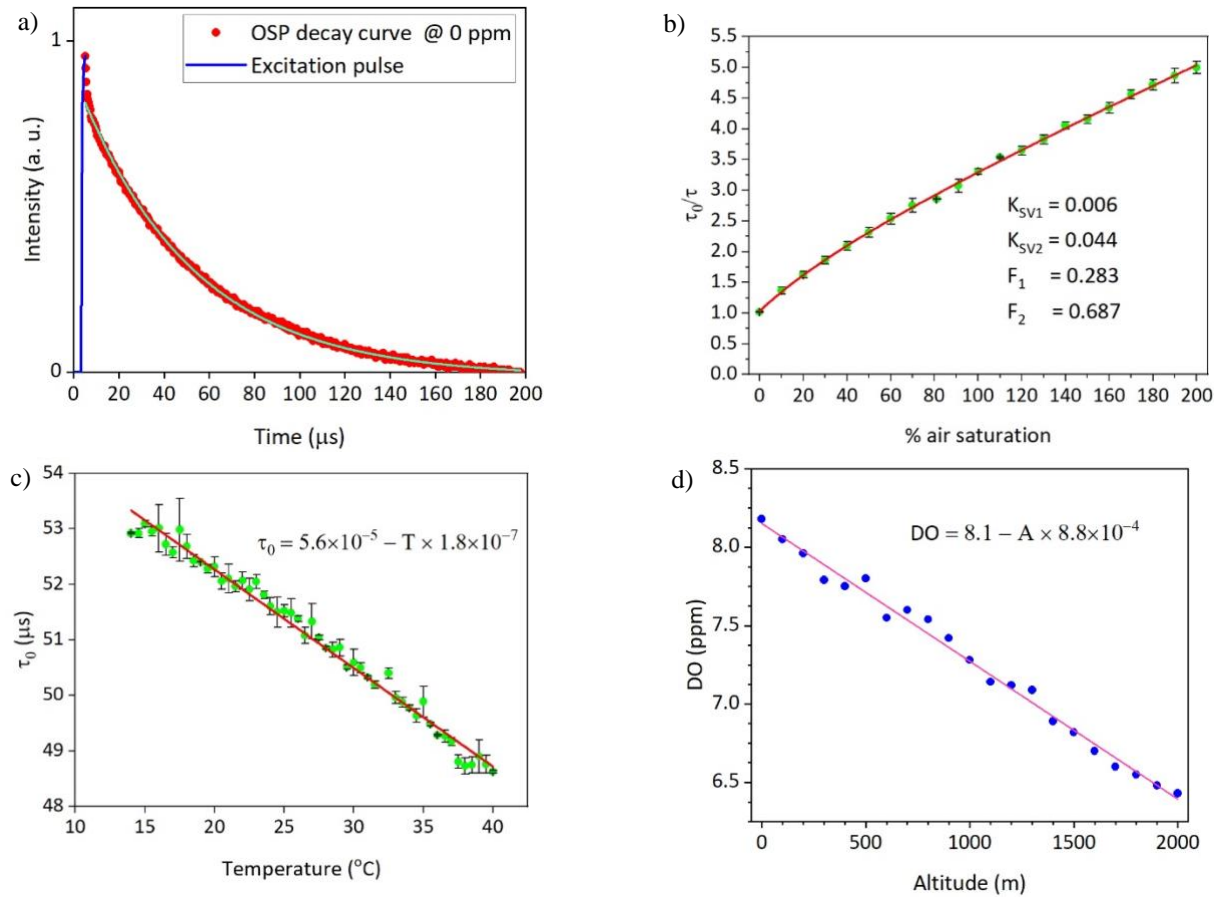 a)
OSP decay curve @ 0 ppm
Excitation pulse
1
0
Intensity (a. u.)
0 20 40 60 80 100 120 140 160 180 200
Time (μs)
b)
5.5
5.0
4.5
4.0
3.5
3.0
2.5
2.0
1.5
1.0
0.5
0.0
τ₀/τ
K_SV1 = 0.006
K_SV2 = 0.044
F₁ = 0.283
F₂ = 0.687
0 20 40 60 80 100 120 140 160 180 200
% air saturation
c)
54
53
52
51
50
49
48
τ₀ (μs)
τ₀ = 5.6×10⁻⁵ − T × 1.8×10⁻⁷
10 15 20 25 30 35 40
Temperature (°C)
d)
8.5
8.0
7.5
7.0
6.5
DO (ppm)
DO = 8.1 − A × 8.8×10⁻⁴
0 500 1000 1500 2000
Altitude (m)